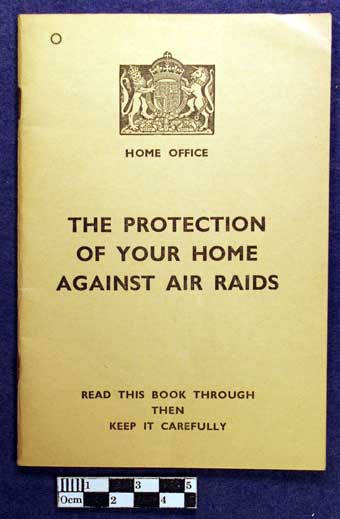 HOME OFFICE
THE PROTECTION
OF YOUR HOME
AGAINST AIR RAIDS
READ THIS BOOK THROUGH
THEN
KEEP IT CAREFULLY
1 3 5
0cm 2 4